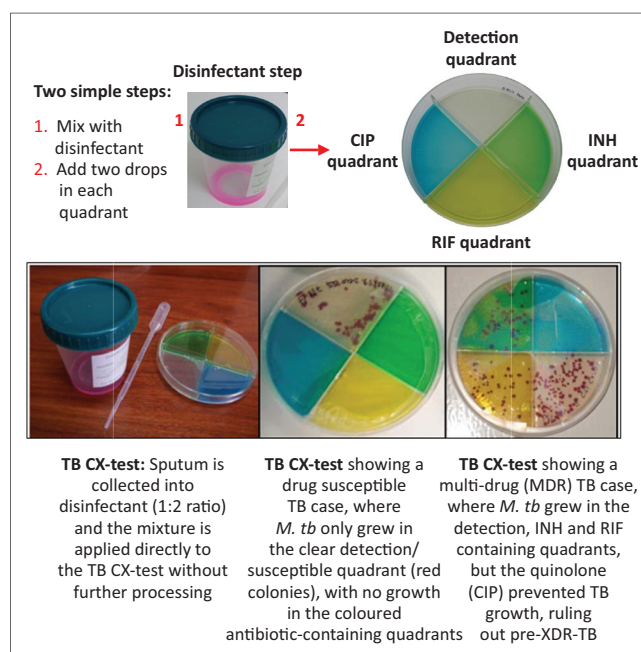 Detection
quadrant
Disinfectant step
Two simple steps:
1. Mix with
disinfectant
2. Add two drops
in each
quadrant
1
2
CIP
quadrant
INH
quadrant
RIF quadrant
TB CX-test: Sputum is
collected into
disinfectant (1:2 ratio)
and the mixture is
applied directly to
the TB CX-test without
further processing
TB CX-test showing a
drug susceptible
TB case, where
M. tb only grew in
the clear detection/
susceptible quadrant (red
colonies), with no growth
in the coloured
antibiotic-containing quadrants
TB CX-test showing a
multi-drug (MDR) TB case,
where M. tb grew in the
detection, INH and RIF
containing quadrants,
but the quinolone
(CIP) prevented TB
growth, ruling
out pre-XDR-TB